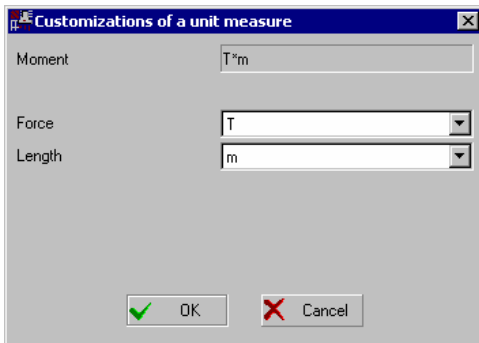 Customizations of a unit measure
Moment T*m
Force T
Length m
OK Cancel